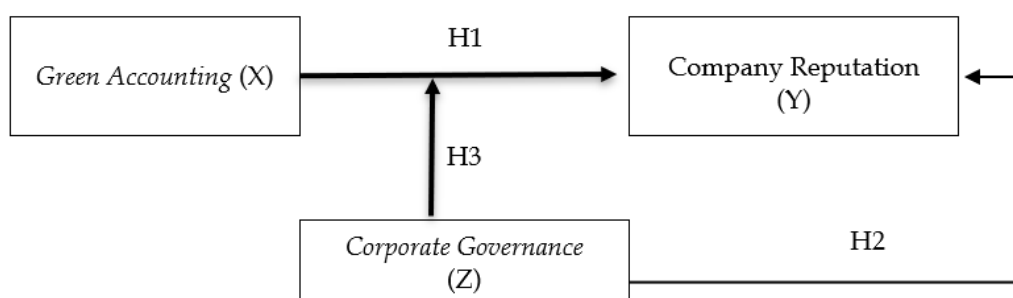 H1
Green Accounting (X)
Company Reputation
(Y)
H3
Corporate Governance
(Z)
H2